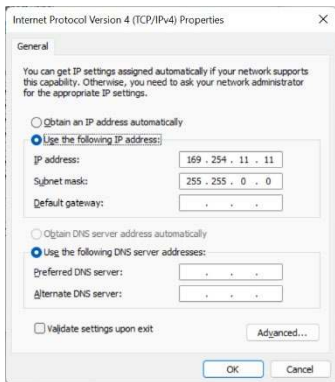 Internet Protocol Version 4 (TCP/IPv4) Properties
General
You can get IP settings assigned automatically if your network supports
this capability. Otherwise, you need to ask your network administrator
for the appropriate IP settings.
Obtain an IP address automatically
Use the following IP address:
IP address: 169 . 254 . 11 . 11
Subnet mask: 255 . 255 . 0 . 0
Default gateway: . . .
Obtain DNS server address automatically
Use the following DNS server addresses:
Preferred DNS server: . . .
Alternate DNS server: . . .
Validate settings upon exit
Advanced...
OK Cancel